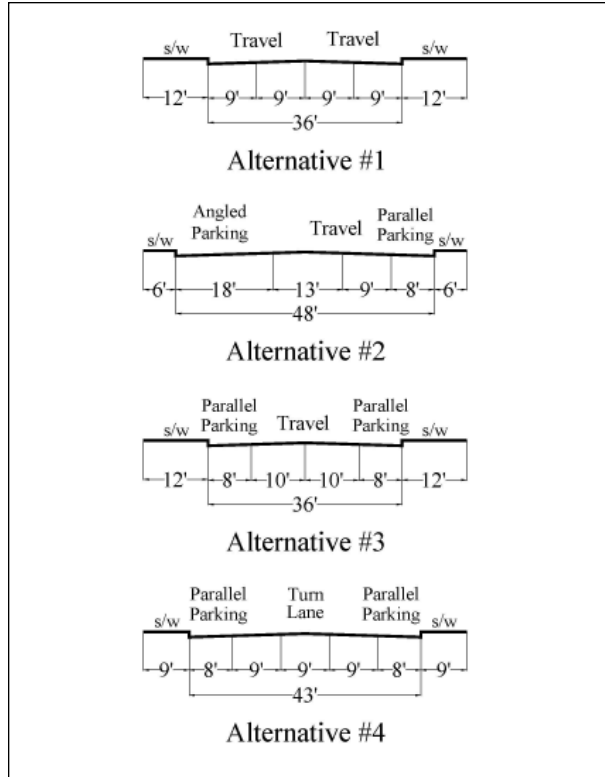 s/w Travel Travel s/w
12' 9' 9' 9' 9' 12'
36'
Alternative #1
Angled Parking Travel Parallel Parking
s/w s/w
6' 18' 13' 9' 8' 6'
48'
Alternative #2
Parallel Parking Travel Parallel Parking
s/w s/w
12' 8' 10' 10' 8' 12'
36'
Alternative #3
Parallel Parking Turn Lane Parallel Parking
s/w s/w
9' 8' 9' 9' 9' 8' 9'
43'
Alternative #4